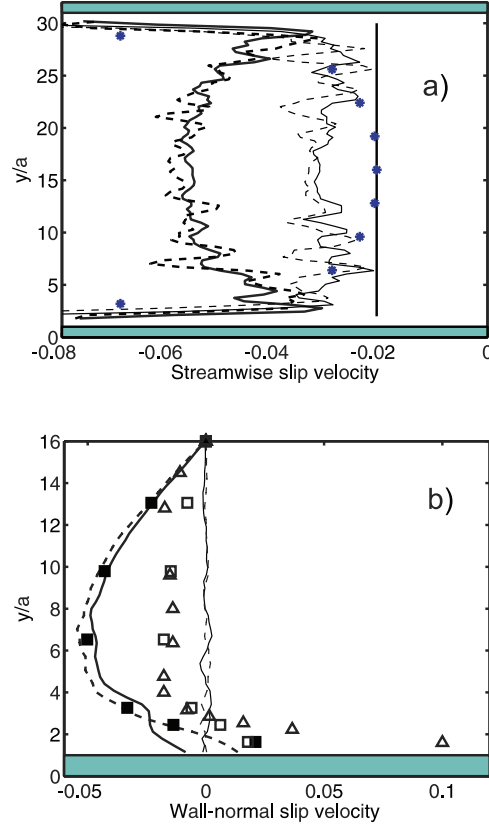 30
25
20
15
10
5
0
y/a
a)
-0.08 -0.06 -0.04 -0.02 0
Streamwise slip velocity
16
14
12
10
8
6
4
2
0
y/a
b)
-0.05 0 0.05 0.1
Wall-normal slip velocity